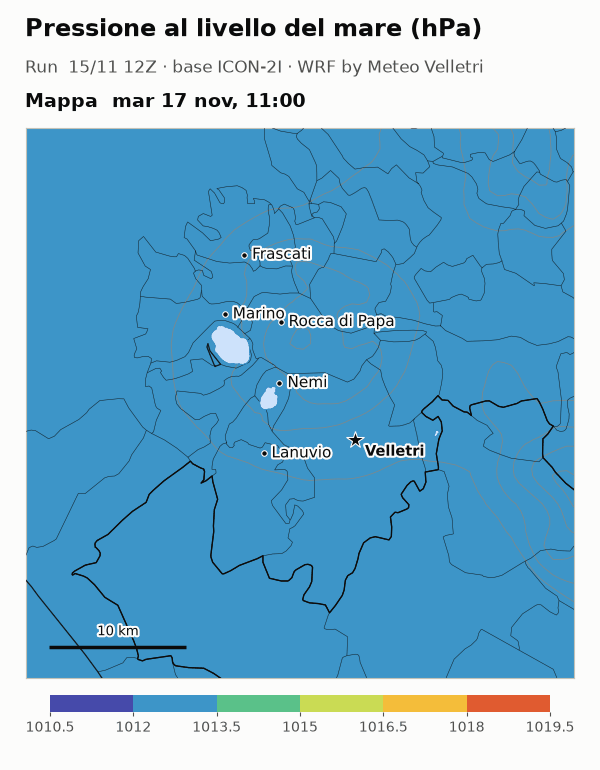 Pressione al livello del mare (hPa)
Run  15/11 12Z · base ICON-2I · WRF by Meteo Velletri
Mappa  mar 17 nov, 11:00
Frascati
Marino
Rocca di Papa
Nemi
Velletri
Lanuvio
10 km
1010.5 1012 1013.5 1015 1016.5 1018 1019.5